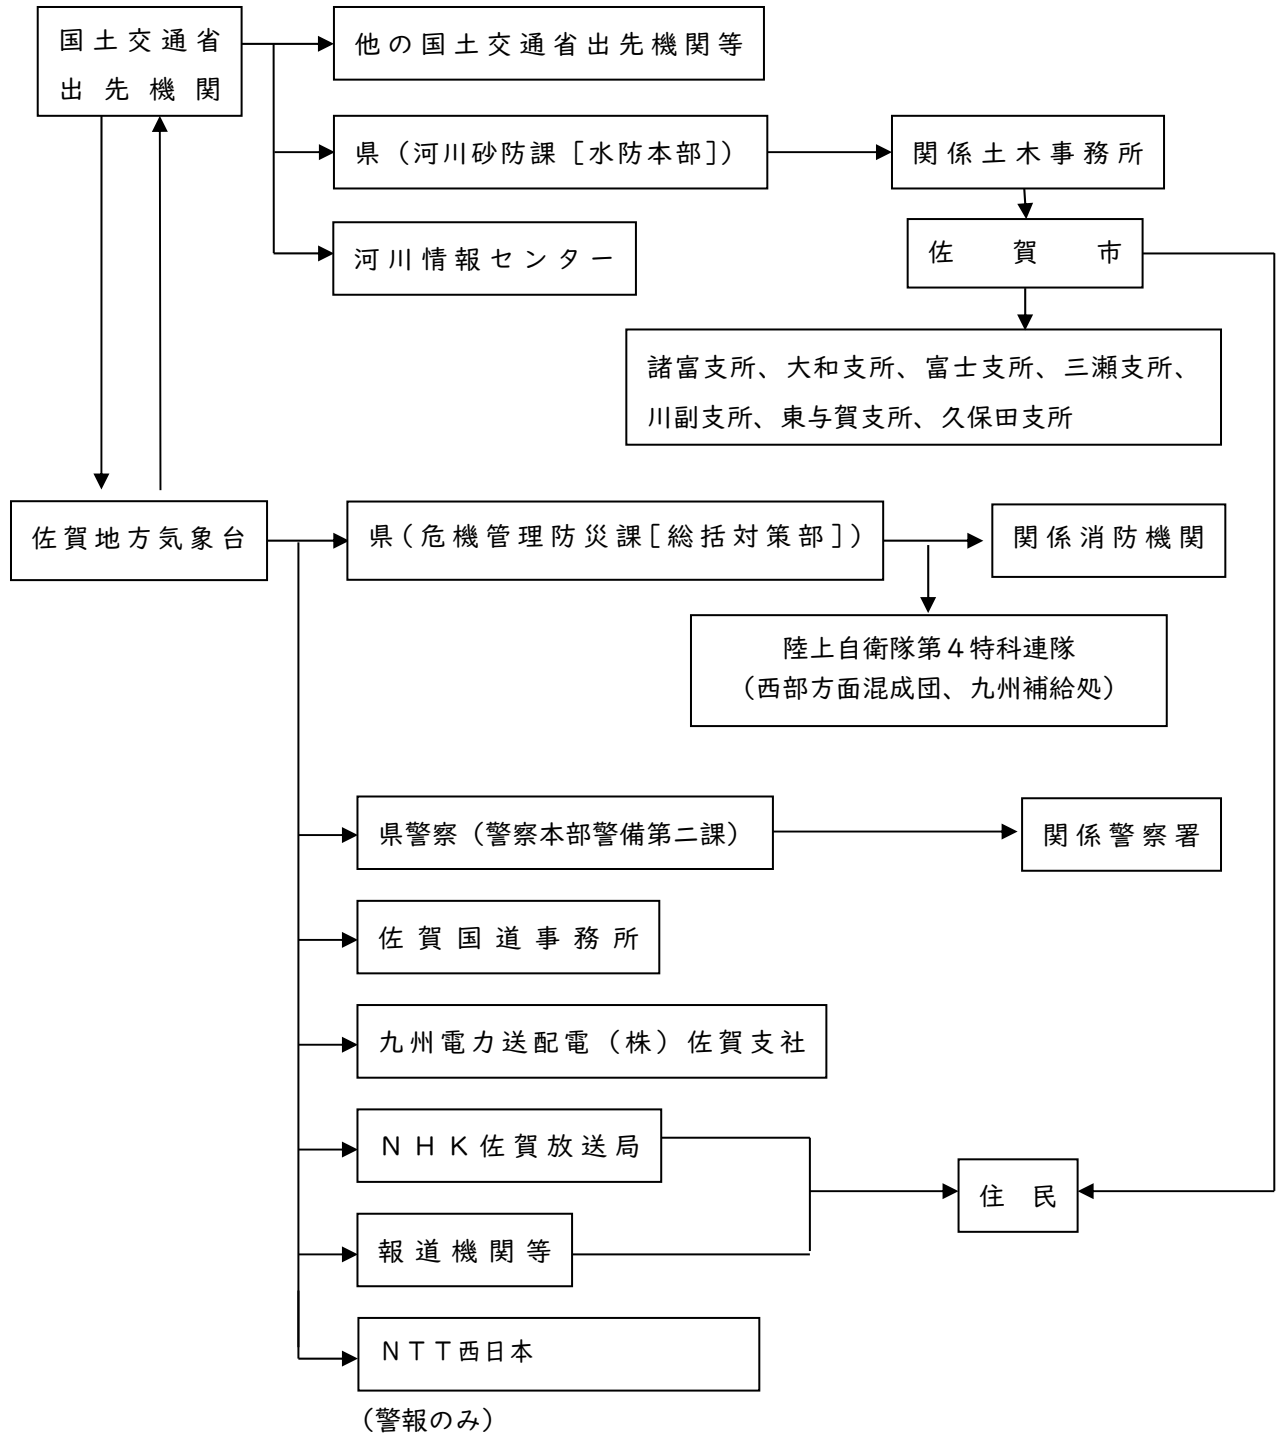 国土交通省
出先機関
他の国土交通省出先機関等
県（河川砂防課［水防本部］）
関係土木事務所
河川情報センター
佐賀市
諸富支所、大和支所、富士支所、三瀬支所、
川副支所、東与賀支所、久保田支所
佐賀地方気象台
県（危機管理防災課［総括対策部］）
関係消防機関
陸上自衛隊第４特科連隊
（西部方面混成団、九州補給処）
県警察（警察本部警備第二課）
関係警察署
佐賀国道事務所
九州電力送配電（株）佐賀支社
ＮＨＫ佐賀放送局
住民
報道機関等
ＮＴＴ西日本
（警報のみ）